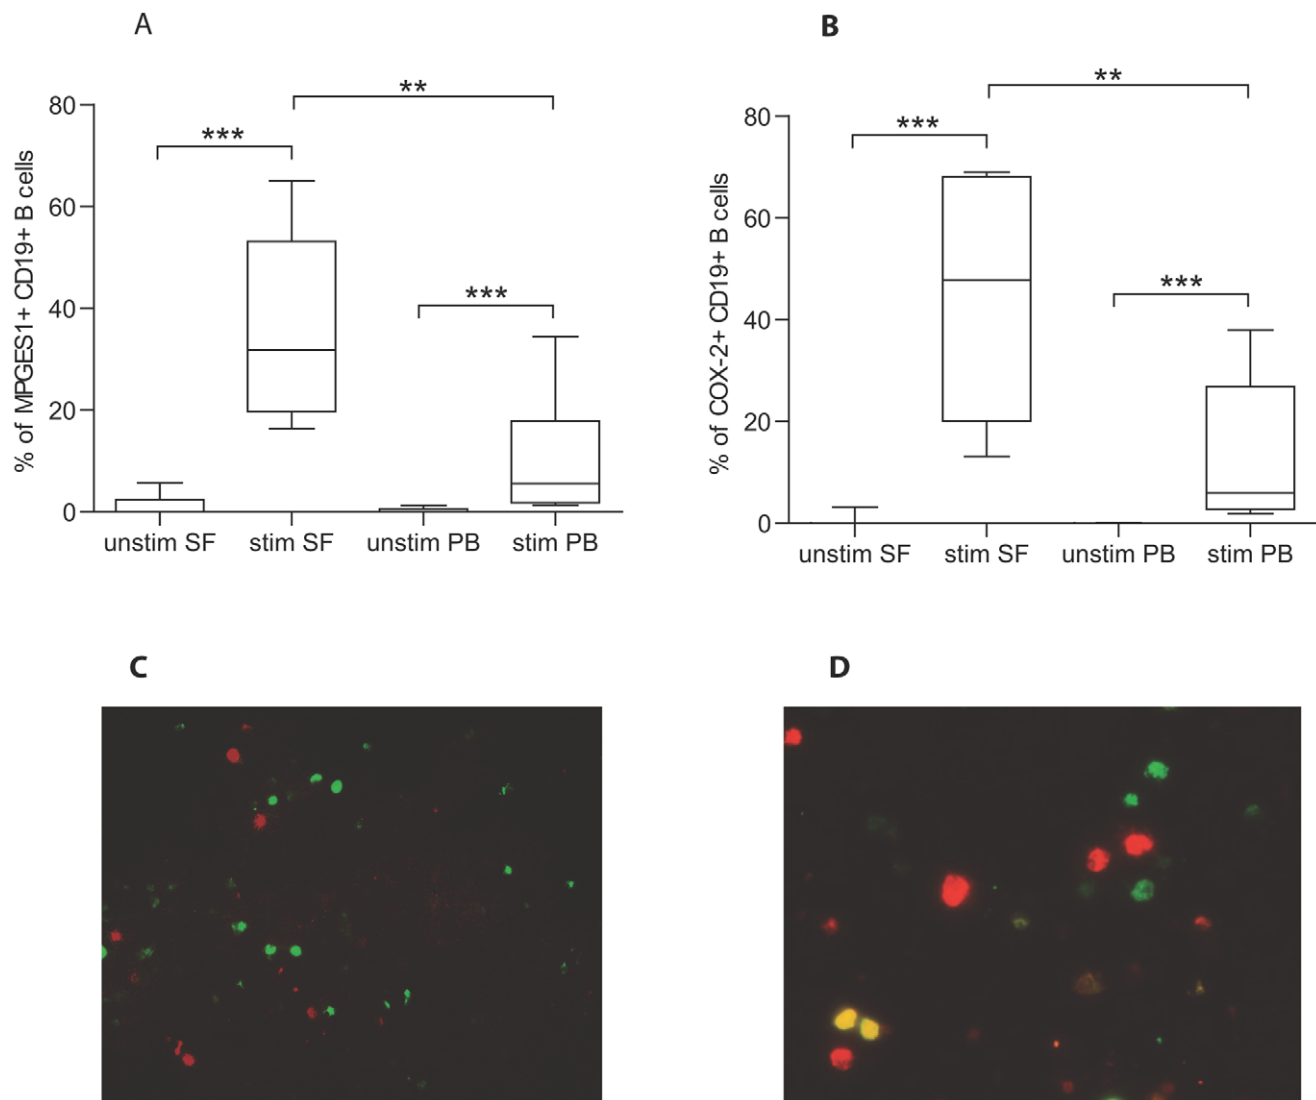 A
% of MPGES1+ CD19+ B cells
80
60
40
20
0
***
**
***
unstim SF
stim SF
unstim PB
stim PB
B
% of COX-2+ CD19+ B cells
80
60
40
20
0
***
**
***
unstim SF
stim SF
unstim PB
stim PB
C
D